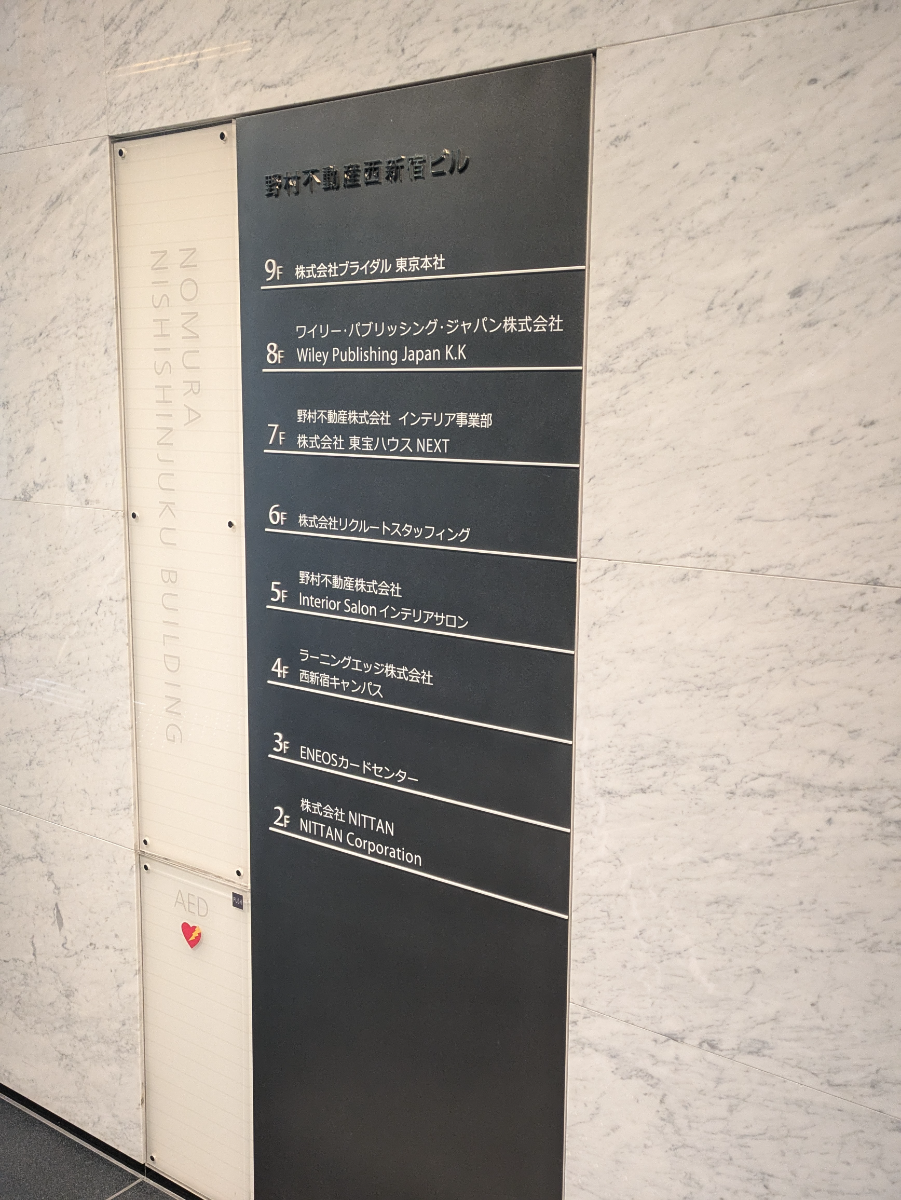 野村不動産西新宿ビル
9F 株式会社ブライダル 東京本社
ワイリー・パブリッシング・ジャパン株式会社
8F Wiley Publishing Japan K.K
野村不動産株式会社 インテリア事業部
7F 株式会社 東宝ハウス NEXT
6F 株式会社リクルートスタッフィング
野村不動産株式会社
5F Interior Salon インテリアサロン
ラーニングエッジ株式会社
4F 西新宿キャンパス
3F ENEOSカードセンター
株式会社 NITTAN
2F NITTAN Corporation
NOMURA
NISHISHINJUKU BUILDING
AED